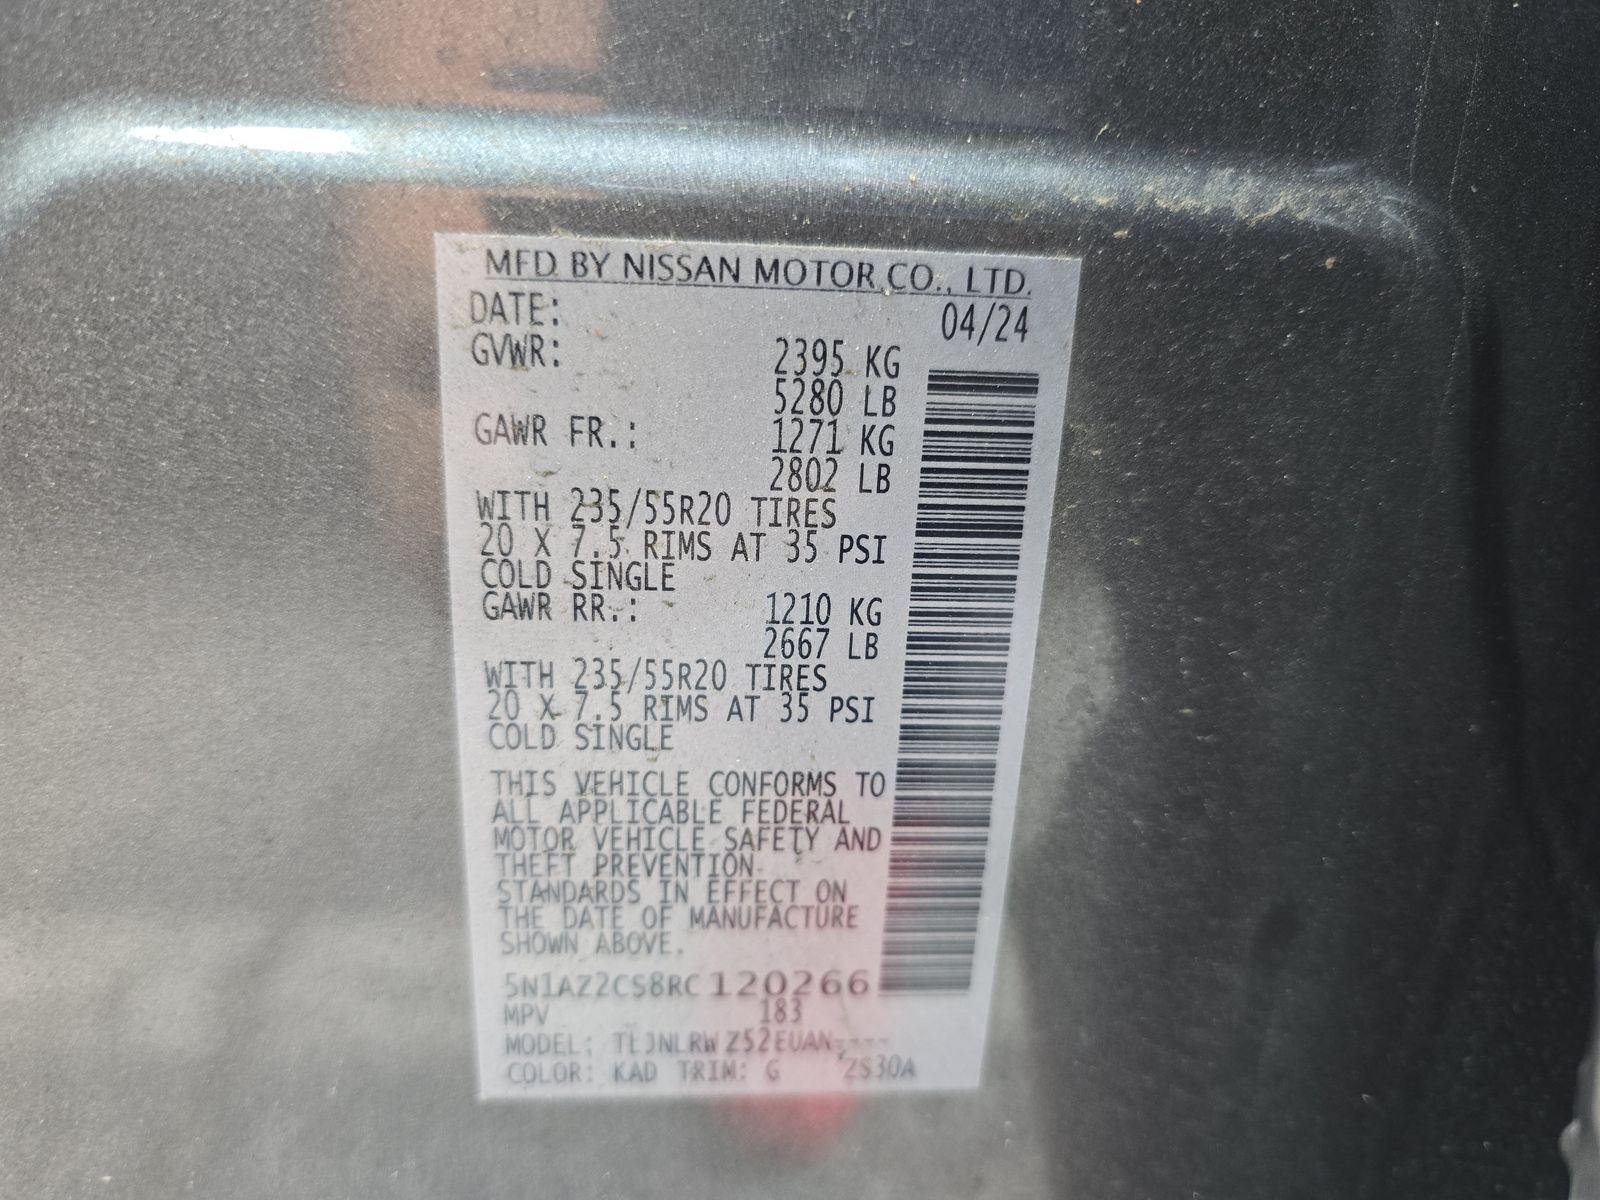 MFD BY NISSAN MOTOR CO., LTD.
DATE: 04/24
GVWR: 2395 KG
5280 LB
GAWR FR.: 1271 KG
2802 LB
WITH 235/55R20 TIRES
20 X 7.5 RIMS AT 35 PSI
COLD SINGLE
GAWR RR.: 1210 KG
2667 LB
WITH 235/55R20 TIRES
20 X 7.5 RIMS AT 35 PSI
COLD SINGLE
THIS VEHICLE CONFORMS TO
ALL APPLICABLE FEDERAL
MOTOR VEHICLE SAFETY AND
THEFT PREVENTION
STANDARDS IN EFFECT ON
THE DATE OF MANUFACTURE
SHOWN ABOVE.
5N1AZ2CS8RC120266
MPV 183
MODEL: Z52EUAN----
COLOR: KAD TRIM: G